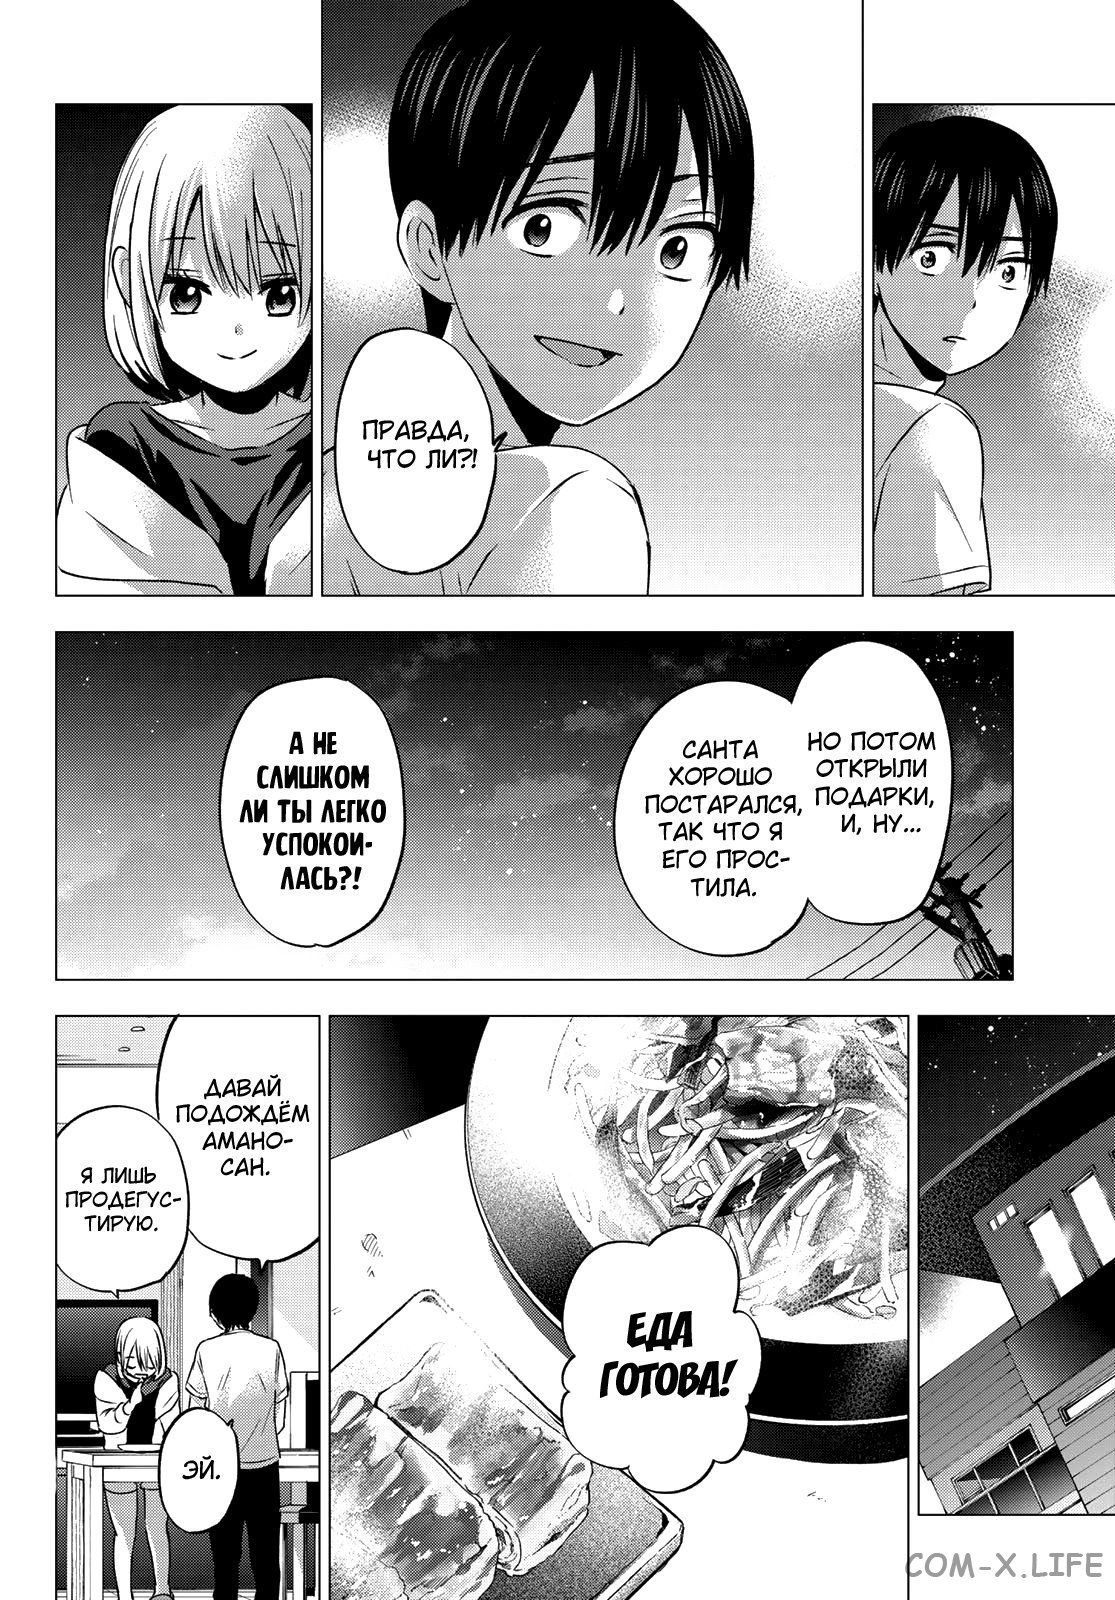 ПРАВДА,
ЧТО ЛИ?!
НО ПОТОМ
ОТКРЫЛИ
ПОДАРКИ,
И, НУ...
САНТА
ХОРОШО
ПОСТАРАЛСЯ,
ТАК ЧТО Я
ЕГО ПРОС-
ТИЛА.
А НЕ
СЛИШКОМ
ЛИ ТЫ ЛЕГКО
УСПОКОИ-
ЛАСЬ?!
ЕДА
ГОТОВА!
ДАВАЙ
ПОДОЖДЁМ
АМАНО-
САН.
Я ЛИШЬ
ПРОДЕГУС-
ТИРУЮ.
ЭЙ.
COM-X.LIFE